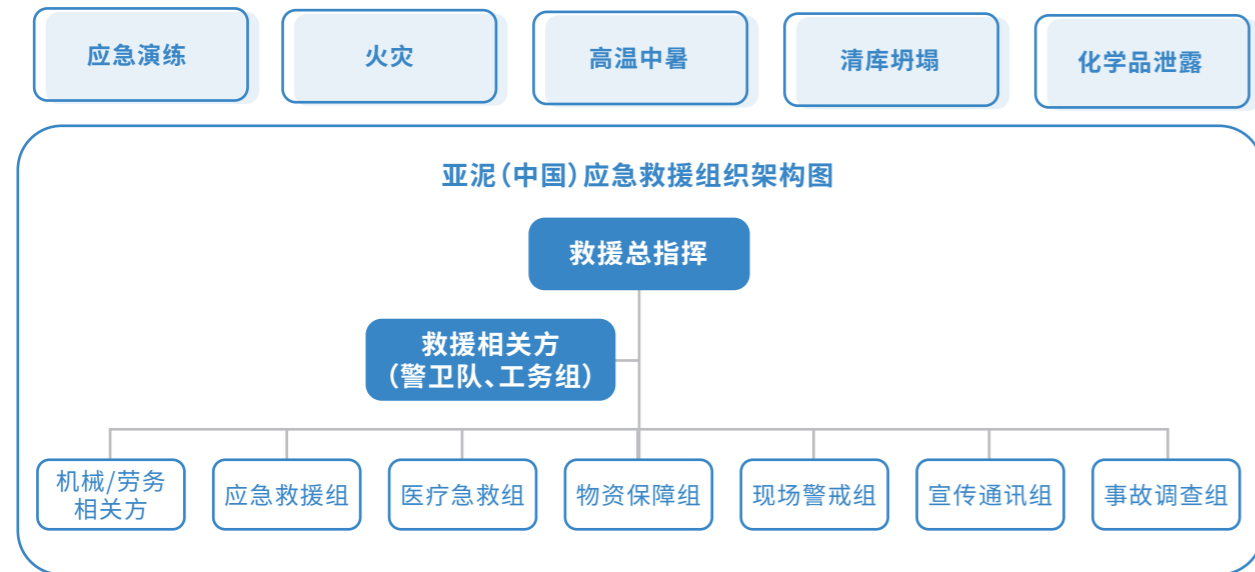 应急演练
火灾
高温中暑
清库坍塌
化学品泄露
亚泥（中国）应急救援组织架构图
救援总指挥
救援相关方
（警卫队、工务组）
机械/劳务
相关方
应急救援组
医疗急救组
物资保障组
现场警戒组
宣传通讯组
事故调查组